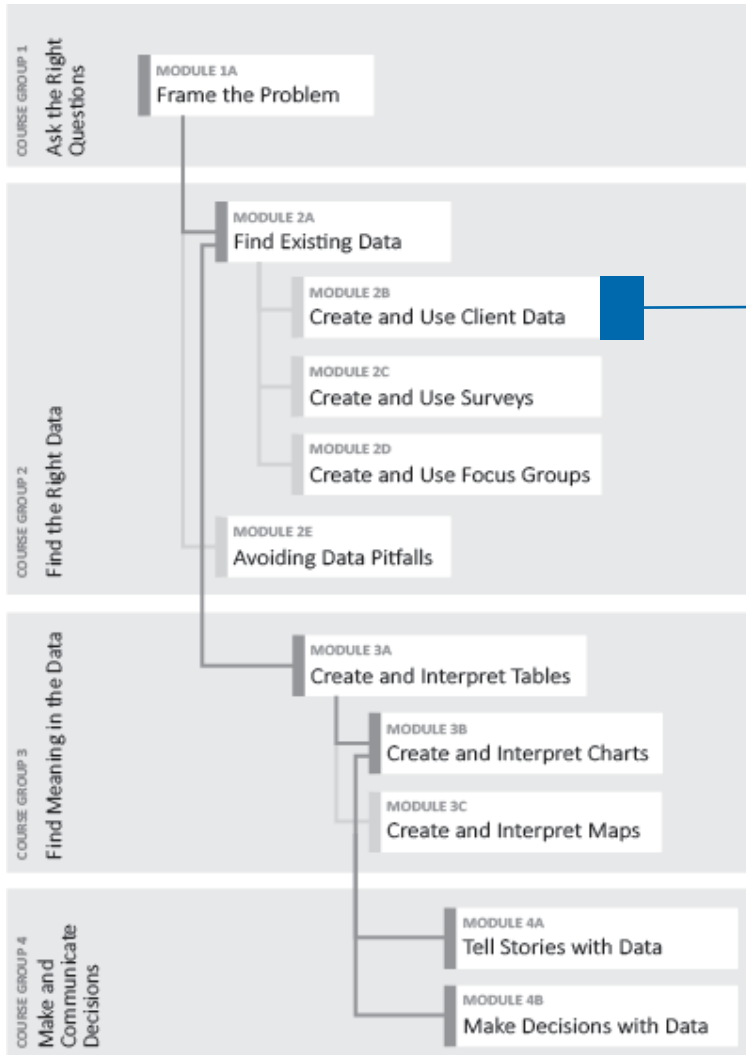 COURSE GROUP 1
Ask the Right
Questions
MODULE 1A
Frame the Problem
COURSE GROUP 2
Find the Right Data
MODULE 2A
Find Existing Data
MODULE 2B
Create and Use Client Data
MODULE 2C
Create and Use Surveys
MODULE 2D
Create and Use Focus Groups
MODULE 2E
Avoiding Data Pitfalls
COURSE GROUP 3
Find Meaning in the Data
MODULE 3A
Create and Interpret Tables
MODULE 3B
Create and Interpret Charts
MODULE 3C
Create and Interpret Maps
COURSE GROUP 4
Make and
Communicate
Decisions
MODULE 4A
Tell Stories with Data
MODULE 4B
Make Decisions with Data